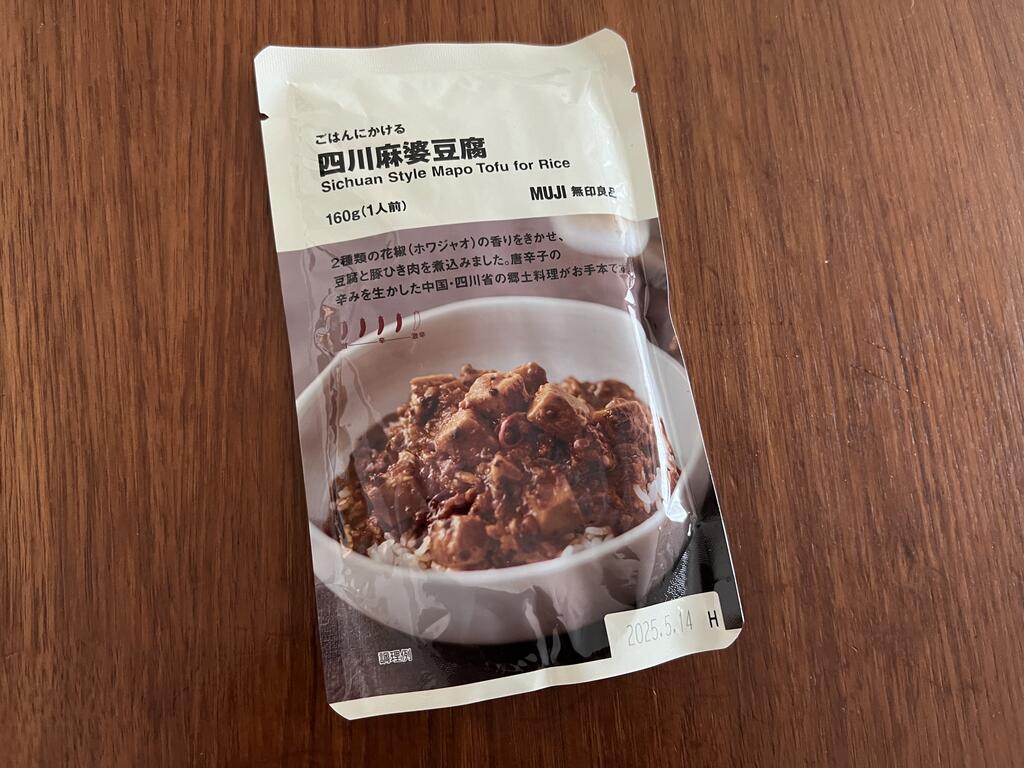 ごはんにかける
四川麻婆豆腐
Sichuan Style Mapo Tofu for Rice
160g(1人前)
MUJI 無印良品
2種類の花椒(ホワジャオ)の香りをきかせ、
豆腐と豚ひき肉を煮込みました。唐辛子の
辛みを生かした中国・四川省の郷土料理がお手本です。
辛 激辛
調理例
2025.5.14 H